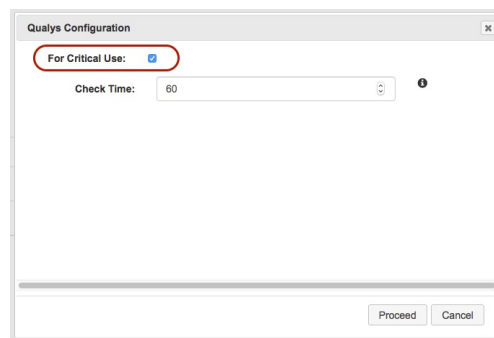 Qualys Configuration
For Critical Use:
Check Time: 60
Proceed Cancel